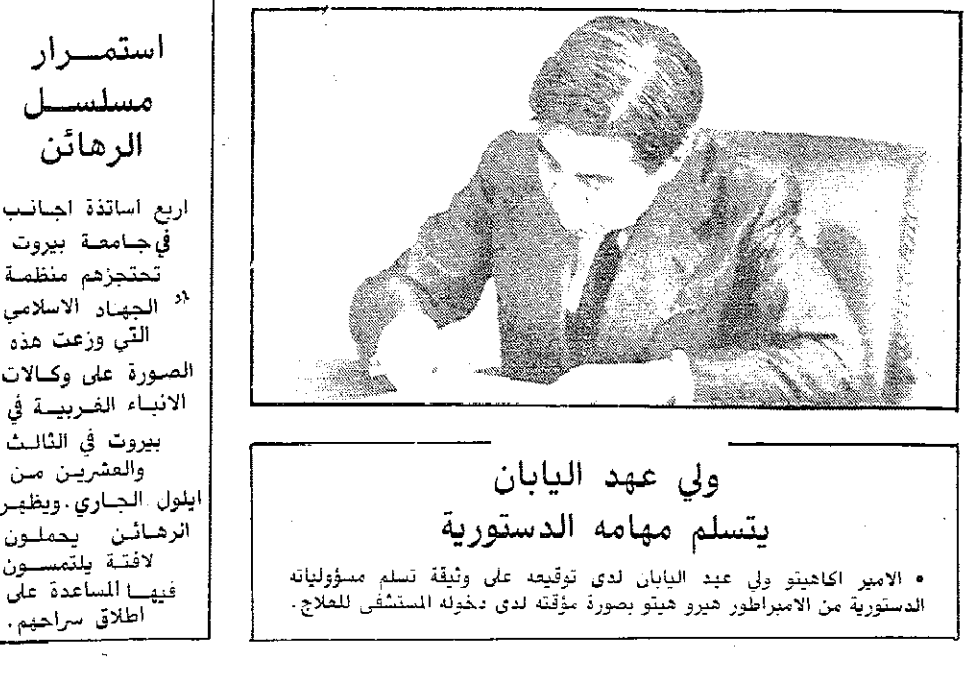 استمرار
مسلسل
الرهائن
اربع اساتذة اجانب
في جامعة بيروت
تحتجزهم منظمة
" الجهاد الاسلامي
التي وزعت هذه
الصورة على وكالات
الانباء الغربية في
بيروت في الثالث
والعشرين من
ايلول الجاري. ويظهر
الرهائن يحملون
لافتة يلتمسون
فيها المساعدة على
اطلاق سراحهم.
ولي عهد اليابان
يتسلم مهامه الدستورية
• الامير اكاهيتو ولي عهد اليابان لدى توقيعه على وثيقة تسلم مسؤولياته
الدستورية من الامبراطور هيرو هيتو بصورة مؤقته لدى دخوله المستشفى للعلاج.